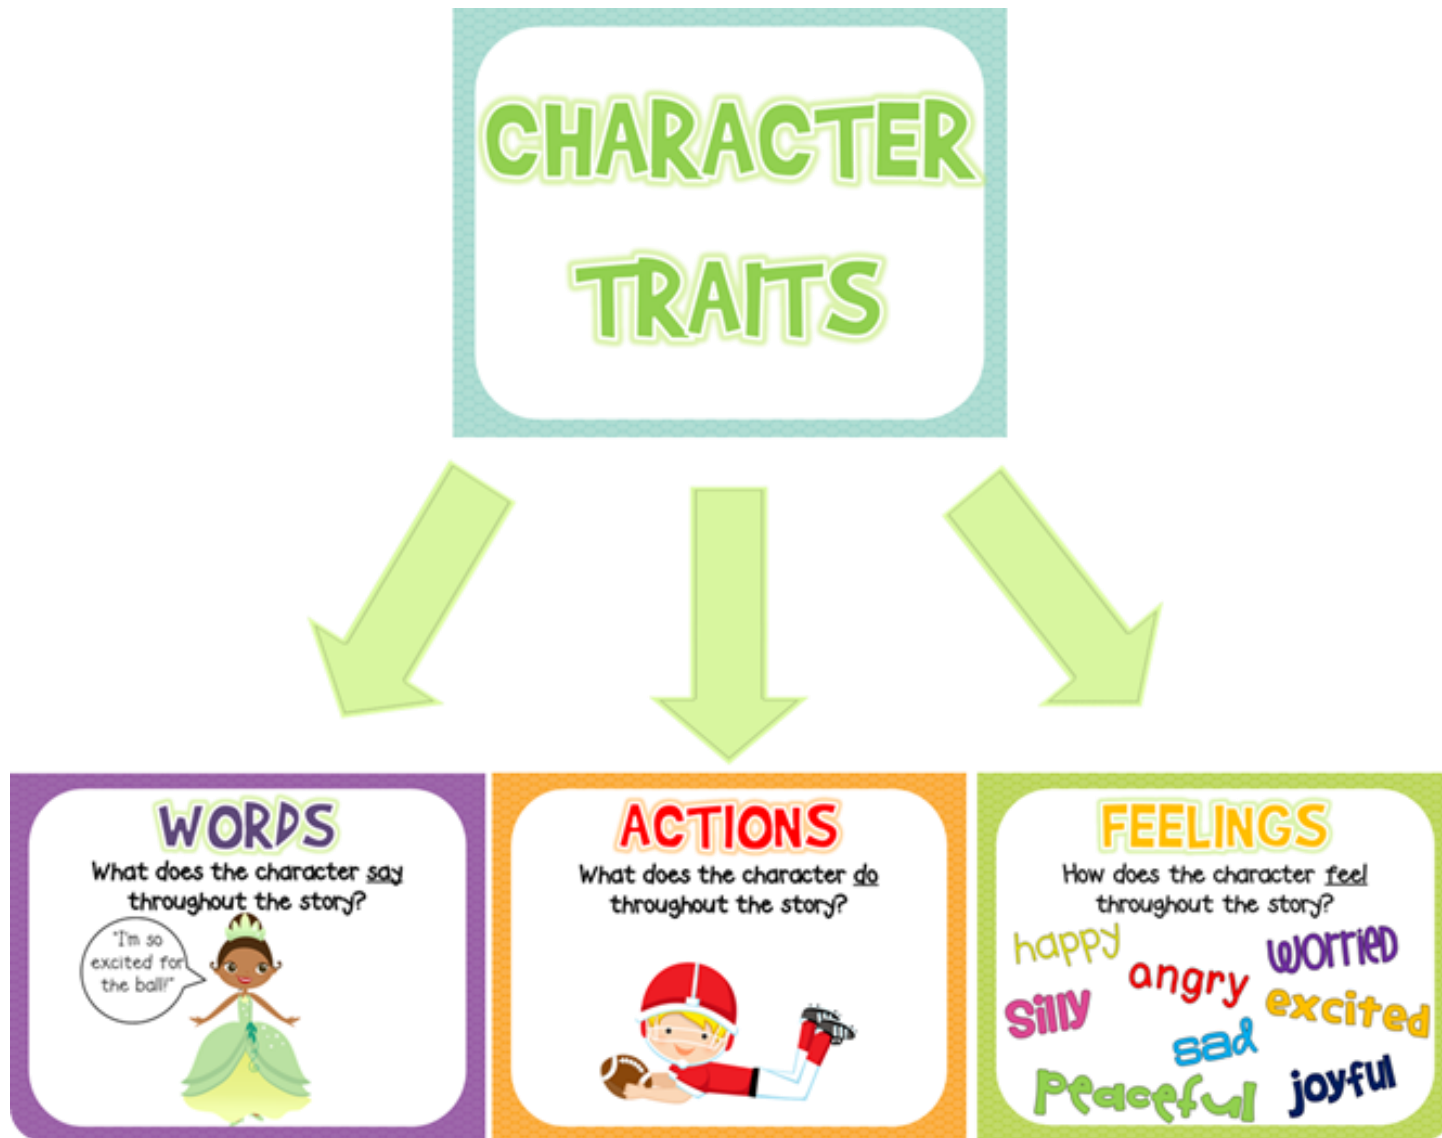 CHARACTER
TRAITS
WORDS
What does the character say
throughout the story?
"I'm so
excited for
the ball!"
ACTIONS
What does the character do
throughout the story?
FEELINGS
How does the character feel
throughout the story?
happy
worried
angry
silly
excited
sad
peaceful
joyful